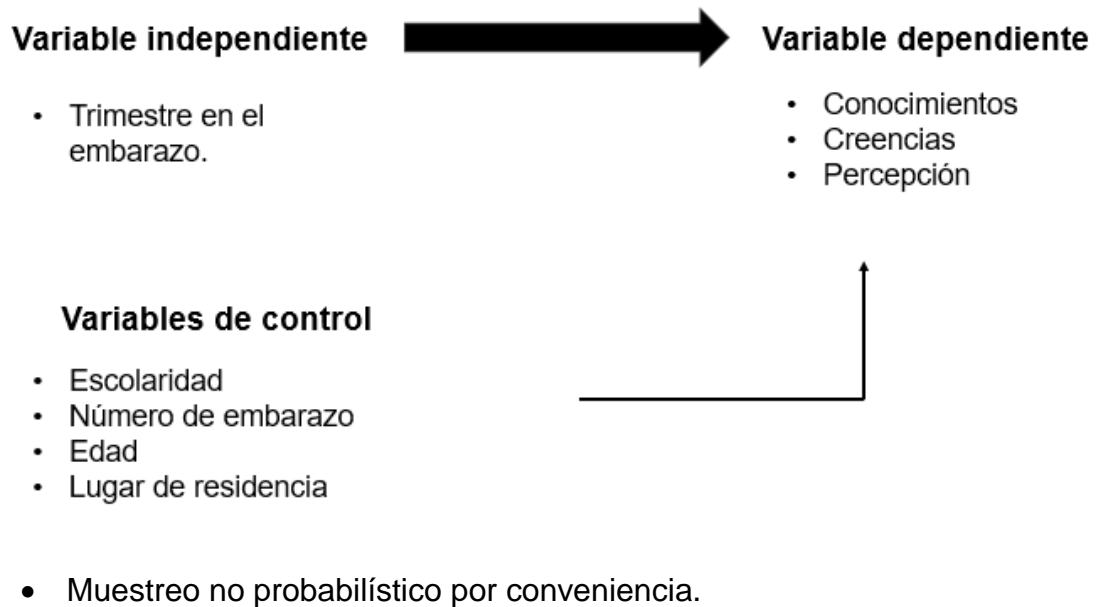 Variable independiente
• Trimestre en el
embarazo.
Variable dependiente
• Conocimientos
• Creencias
• Percepción
Variables de control
• Escolaridad
• Número de embarazo
• Edad
• Lugar de residencia
• Muestreo no probabilístico por conveniencia.